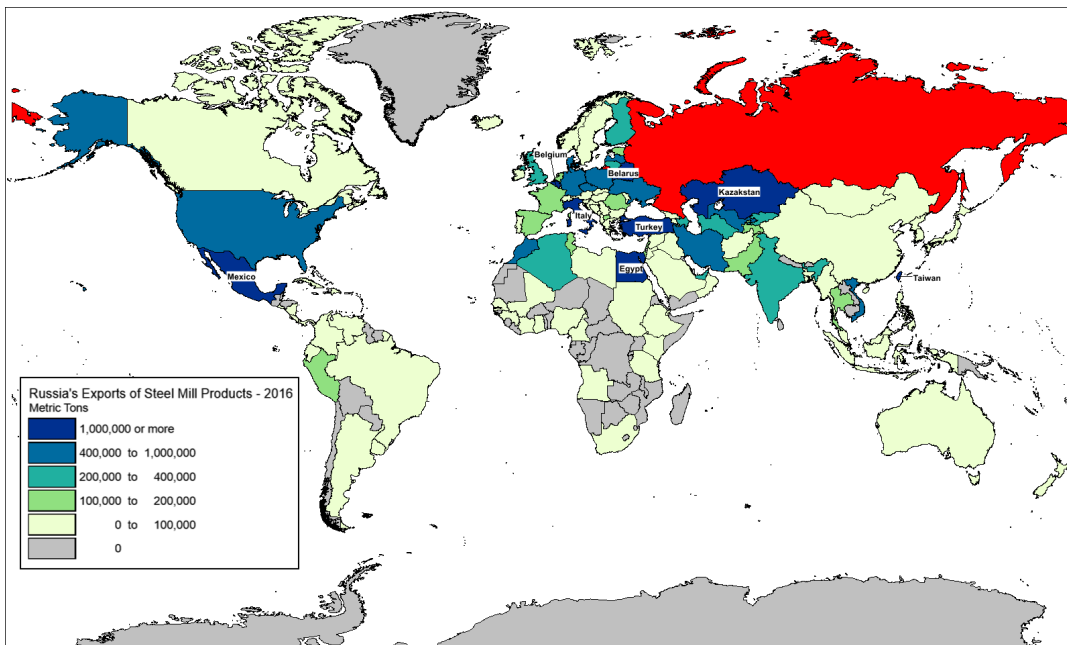 Belgium
Belarus
Kazakstan
Italy
Turkey
Egypt
Taiwan
Mexico
Russia's Exports of Steel Mill Products - 2016
Metric Tons
1,000,000 or more
400,000 to 1,000,000
200,000 to 400,000
100,000 to 200,000
0 to 100,000
0